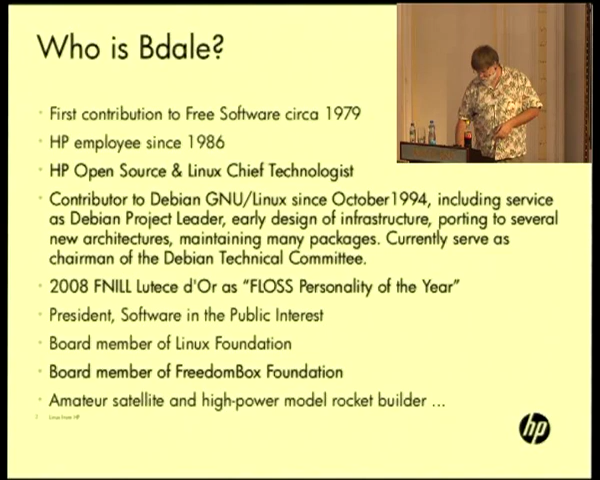 Who is Bdale?
First contribution to Free Software circa 1979
HP employee since 1986
HP Open Source & Linux Chief Technologist
Contributor to Debian GNU/Linux since October1994, including service
as Debian Project Leader, early design of infrastructure, porting to several
new architectures, maintaining many packages. Currently serve as
chairman of the Debian Technical Committee.
2008 FNILL Lutece d'Or as "FLOSS Personality of the Year"
President, Software in the Public Interest
Board member of Linux Foundation
Board member of FreedomBox Foundation
Amateur satellite and high-power model rocket builder ...
2 Linux from HP
hp